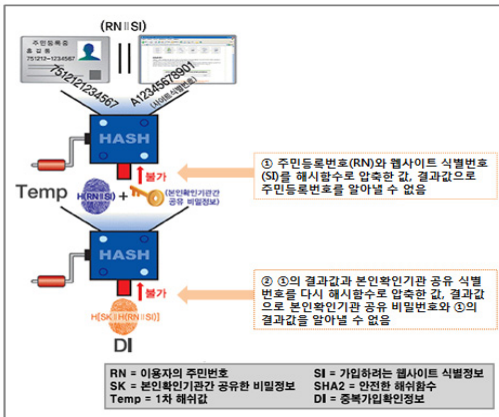 (RN∥SI)
주민등록증
홍 길 동
751212-1234567
7512121234567
A12345678901
(사이트식별번호)
HASH
불가
① 주민등록번호(RN)와 웹사이트 식별번호
(SI)를 해시함수로 압축한 값, 결과값으로
주민등록번호를 알아낼 수 없음
Temp
H(RN∥SI)
+
(본인확인기관간
공유 비밀정보)
HASH
불가
② ①의 결과값과 본인확인기관 공유 식별
번호를 다시 해시함수로 압축한 값, 결과값
으로 본인확인기관 공유 비밀번호와 ①의
결과값을 알아낼 수 없음
H[SK∥H(RN∥SI)]
DI
RN = 이용자의 주민번호
SI = 가입하려는 웹사이트 식별정보
SK = 본인확인기관간 공유한 비밀정보
SHA2 = 안전한 해쉬함수
Temp = 1차 해쉬값
DI = 중복가입확인정보